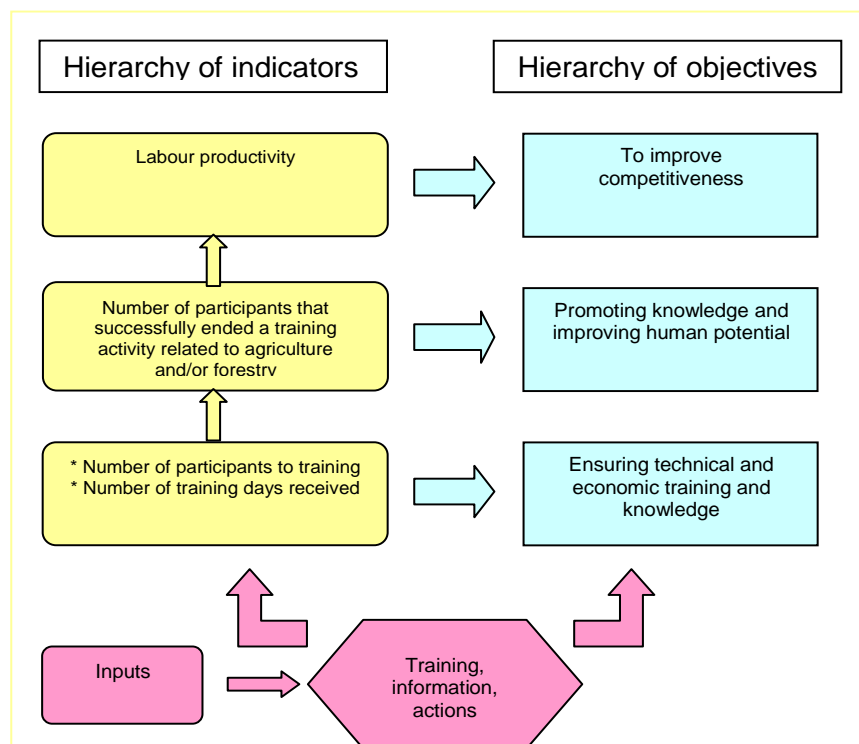 Hierarchy of indicators
Hierarchy of objectives
Labour productivity
To improve
competitiveness
Number of participants that
successfully ended a training
activity related to agriculture
and/or forestry
Promoting knowledge and
improving human potential
* Number of participants to training
* Number of training days received
Ensuring technical and
economic training and
knowledge
Inputs
Training,
information,
actions